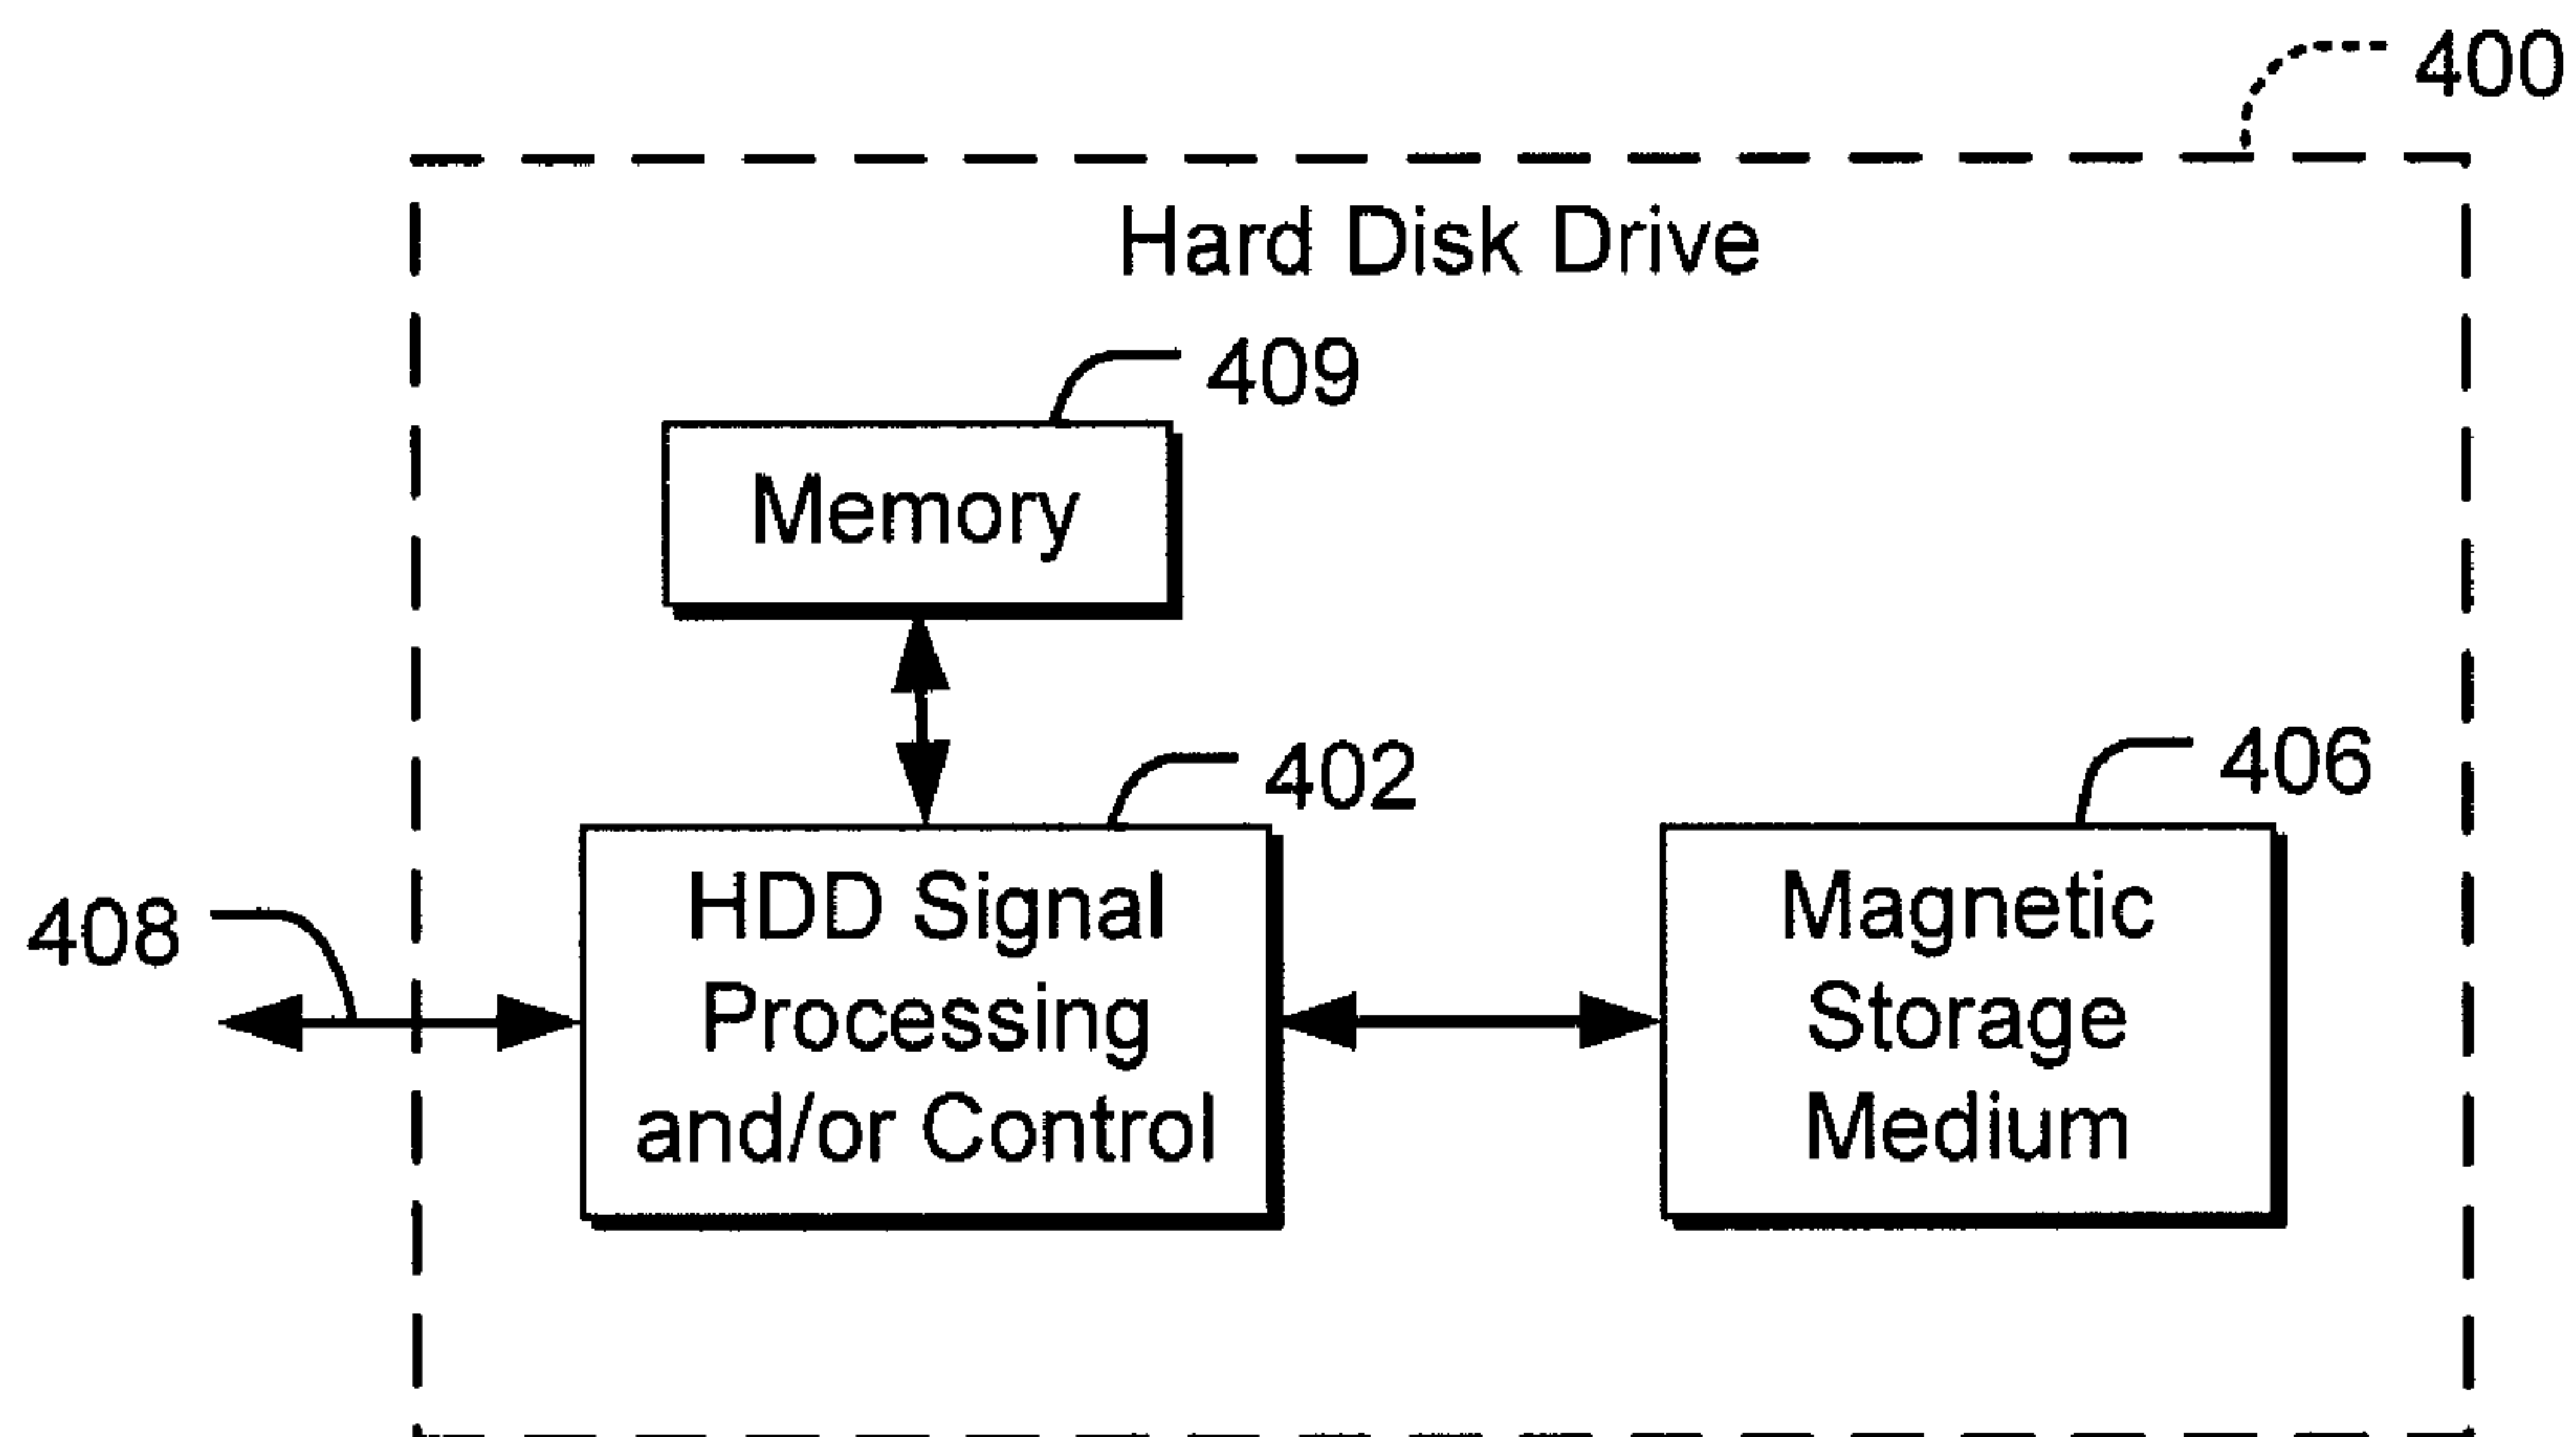 400
Hard Disk Drive
409
Memory
402
406
HDD Signal
Processing
and/or Control
Magnetic
Storage
Medium
408